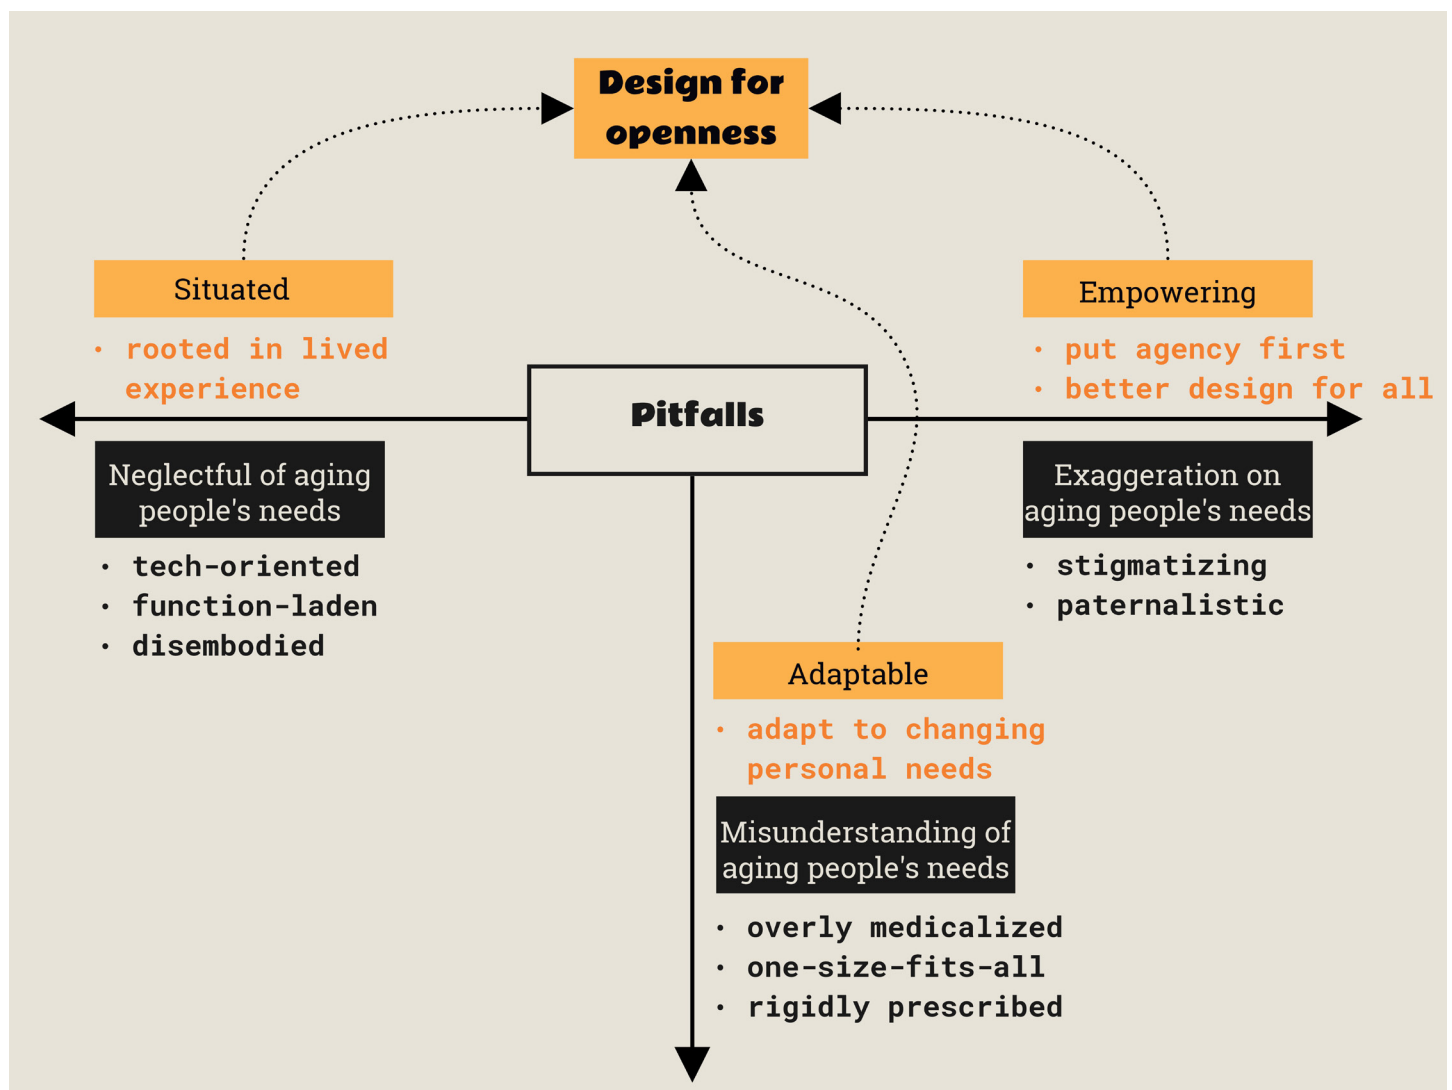 Design for
openness
Situated
• rooted in lived
experience
Empowering
• put agency first
• better design for all
Pitfalls
Neglectful of aging
people's needs
• tech-oriented
• function-laden
• disembodied
Exaggeration on
aging people's needs
• stigmatizing
• paternalistic
Adaptable
• adapt to changing
personal needs
Misunderstanding of
aging people's needs
• overly medicalized
• one-size-fits-all
• rigidly prescribed